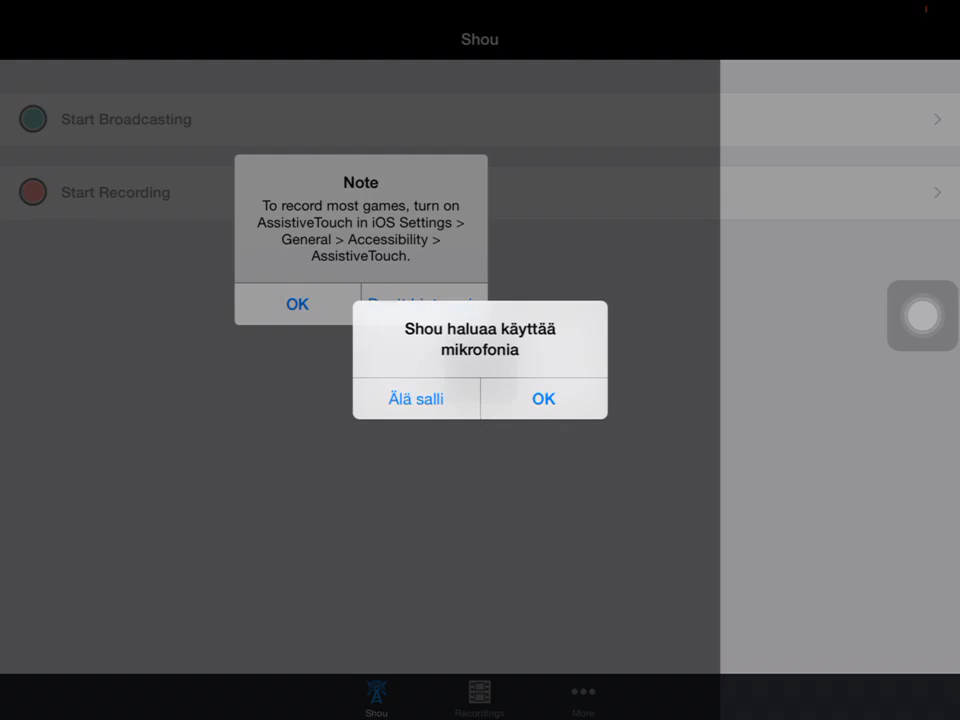 Shou
Start Broadcasting
Start Recording
Note
To record most games, turn on
AssistiveTouch in iOS Settings >
General > Accessibility >
AssistiveTouch.
OK
Shou haluaa käyttää
mikrofonia
Älä salli
OK
Shou
Recordings
More